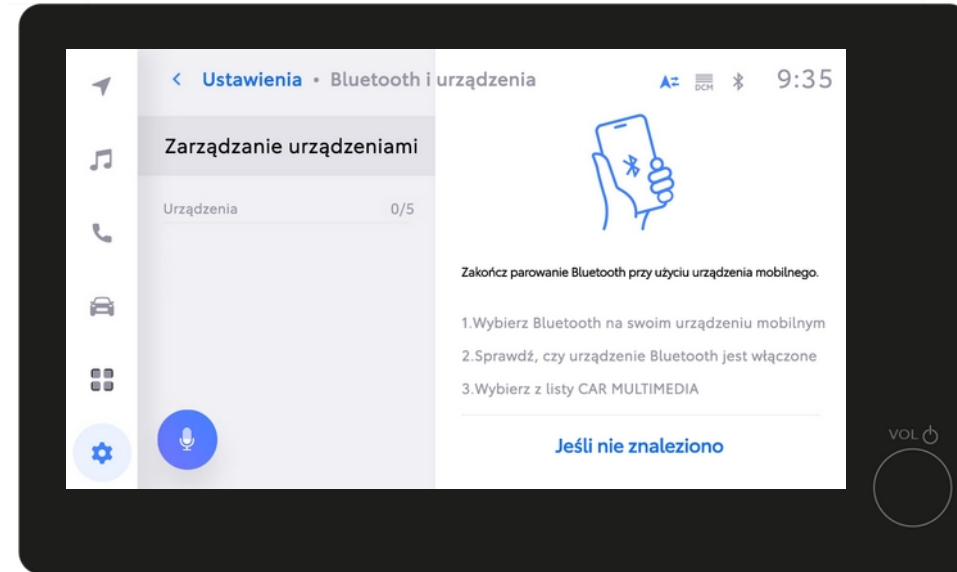 Ustawienia • Bluetooth i urządzenia
DCM
9:35
Zarządzanie urządzeniami
Urządzenia 0/5
Zakończ parowanie Bluetooth przy użyciu urządzenia mobilnego.
1.Wybierz Bluetooth na swoim urządzeniu mobilnym
2.Sprawdź, czy urządzenie Bluetooth jest włączone
3.Wybierz z listy CAR MULTIMEDIA
Jeśli nie znaleziono
VOL